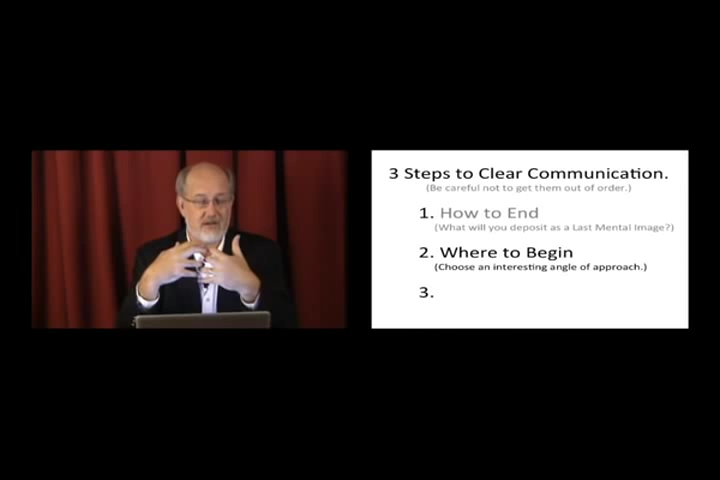 3 Steps to Clear Communication.
(Be careful not to get them out of order.)
1. How to End
(What will you deposit as a Last Mental Image?)
2. Where to Begin
(Choose an interesting angle of approach.)
3.